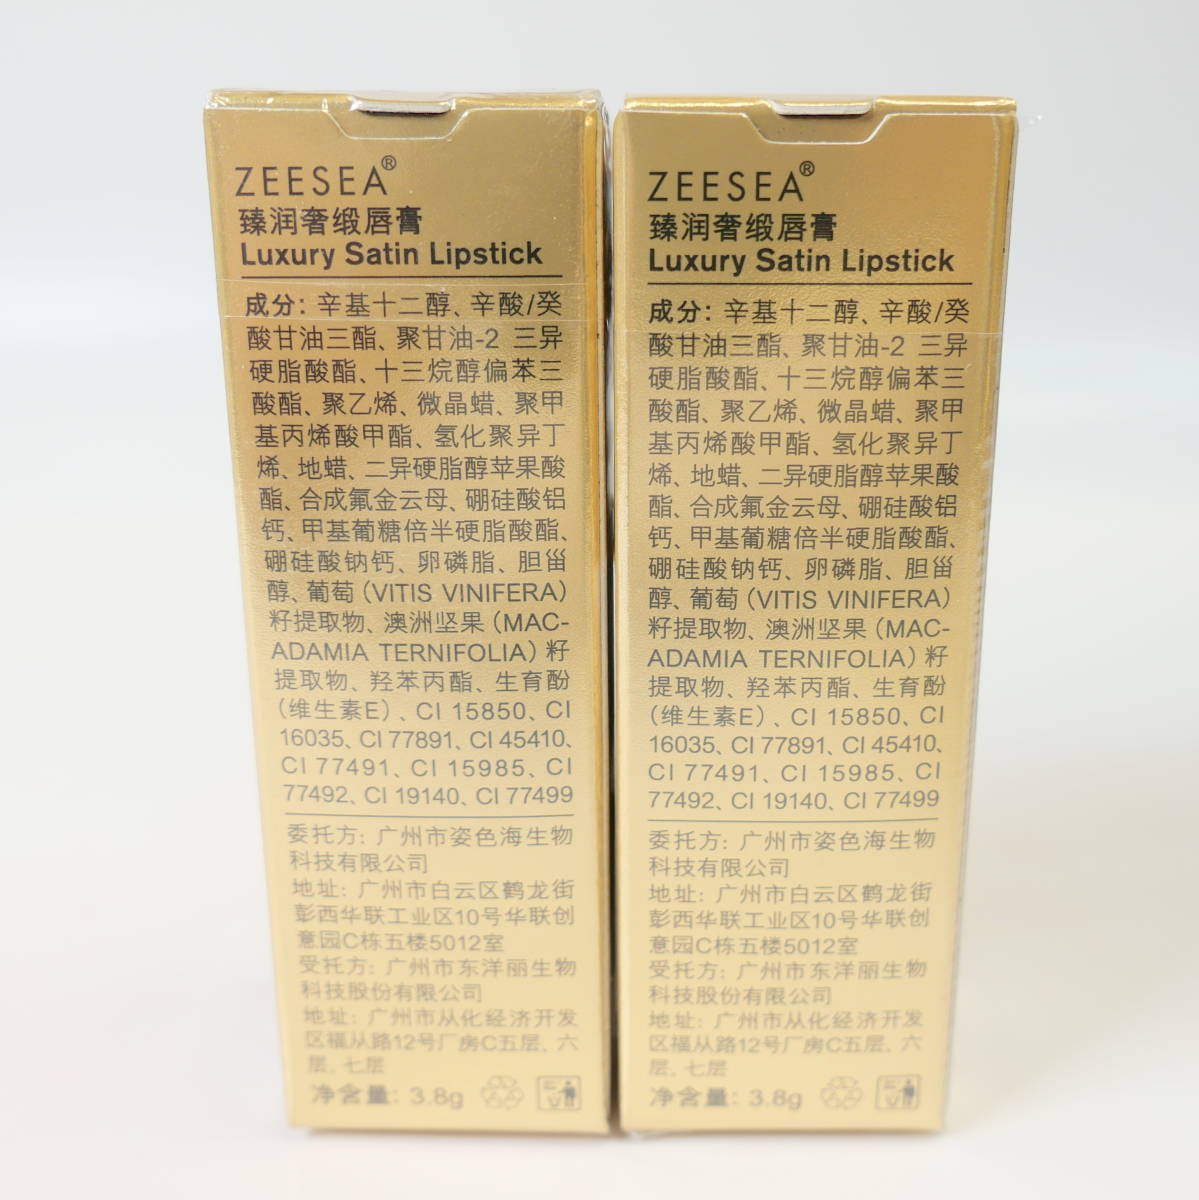 ZEESEA®
臻润奢缎唇膏
Luxury Satin Lipstick
成分：辛基十二醇、辛酸/癸
酸甘油三酯、聚甘油-2 三异
硬脂酸酯、十三烷醇偏苯三
酸酯、聚乙烯、微晶蜡、聚甲
基丙烯酸甲酯、氢化聚异丁
烯、地蜡、二异硬脂醇苹果酸
酯、合成氟金云母、硼硅酸铝
钙、甲基葡糖倍半硬脂酸酯、
硼硅酸钠钙、卵磷脂、胆甾
醇、葡萄（VITIS VINIFERA）
籽提取物、澳洲坚果（MAC-
ADAMIA TERNIFOLIA）籽
提取物、羟苯丙酯、生育酚
（维生素E）、CI 15850、CI
16035、CI 77891、CI 45410、
CI 77491、CI 15985、CI
77492、CI 19140、CI 77499
委托方：广州市姿色海生物
科技有限公司
地址：广州市白云区鹤龙街
彭西华联工业区10号华联创
意园C栋五楼5012室
受托方：广州市东洋丽生物
科技股份有限公司
地址：广州市从化经济开发
区福从路12号厂房C五层、六
层、七层
净含量：3.8g
ZEESEA®
臻润奢缎唇膏
Luxury Satin Lipstick
成分：辛基十二醇、辛酸/癸
酸甘油三酯、聚甘油-2 三异
硬脂酸酯、十三烷醇偏苯三
酸酯、聚乙烯、微晶蜡、聚甲
基丙烯酸甲酯、氢化聚异丁
烯、地蜡、二异硬脂醇苹果酸
酯、合成氟金云母、硼硅酸铝
钙、甲基葡糖倍半硬脂酸酯、
硼硅酸钠钙、卵磷脂、胆甾
醇、葡萄（VITIS VINIFERA）
籽提取物、澳洲坚果（MAC-
ADAMIA TERNIFOLIA）籽
提取物、羟苯丙酯、生育酚
（维生素E）、CI 15850、CI
16035、CI 77891、CI 45410、
CI 77491、CI 15985、CI
77492、CI 19140、CI 77499
委托方：广州市姿色海生物
科技有限公司
地址：广州市白云区鹤龙街
彭西华联工业区10号华联创
意园C栋五楼5012室
受托方：广州市东洋丽生物
科技股份有限公司
地址：广州市从化经济开发
区福从路12号厂房C五层、六
层、七层
净含量：3.8g